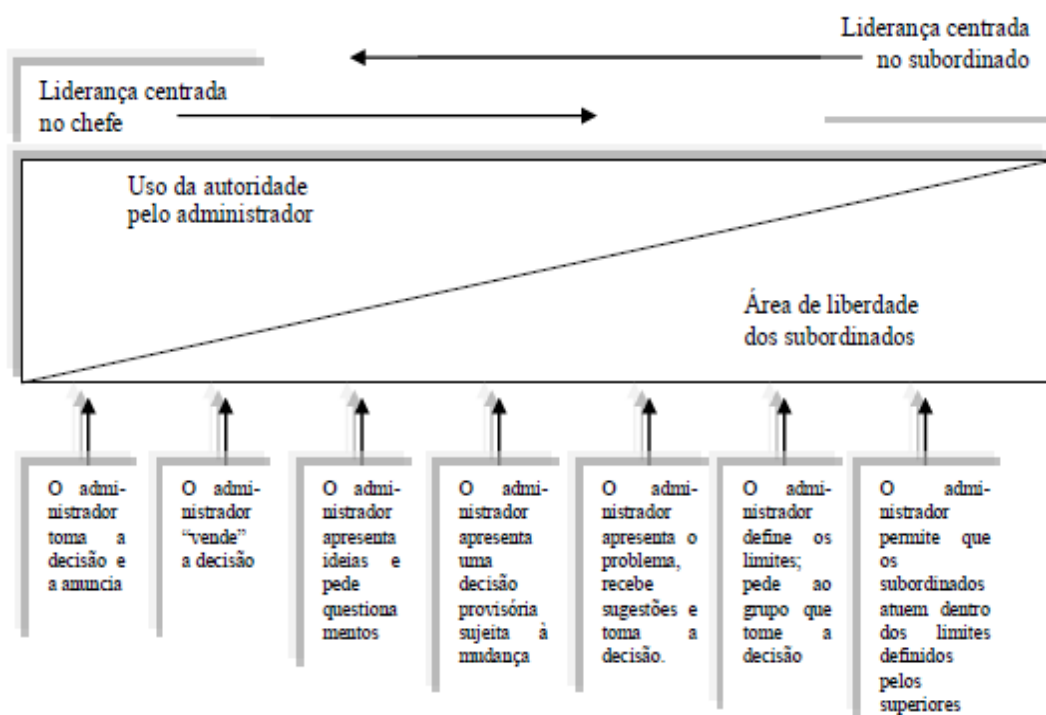 Liderança centrada
no subordinado
Liderança centrada
no chefe
Uso da autoridade
pelo administrador
Área de liberdade
dos subordinados
O admi-
nistrador
toma a
decisão e
a anuncia
O admi-
nistrador
“vende”
a decisão
O admi-
nistrador
apresenta
ideias e
pede
questiona
mentos
O admi-
nistrador
apresenta
uma
decisão
provisória
sujeita à
mudança
O admi-
nistrador
apresenta o
problema,
recebe
sugestões e
toma a
decisão.
O admi-
nistrador
define os
limites;
pede ao
grupo que
tome a
decisão
O admi-
nistrador
permite que
os
subordinados
atuem dentro
dos limites
definidos
pelos
superiores